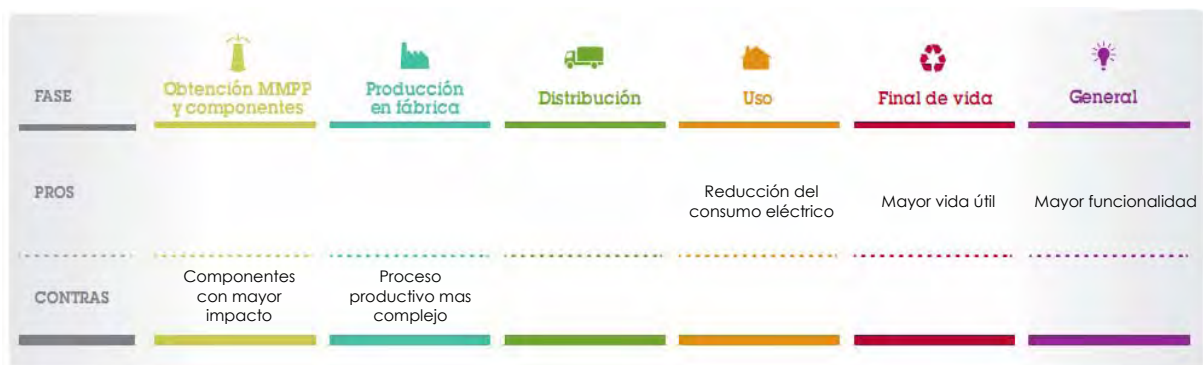 FASE
Obtención MMPP
y componentes
Producción
en fábrica
Distribución
Uso
Final de vida
General
PROS
Reducción del
consumo eléctrico
Mayor vida útil
Mayor funcionalidad
CONTRAS
Componentes
con mayor
impacto
Proceso
productivo mas
complejo